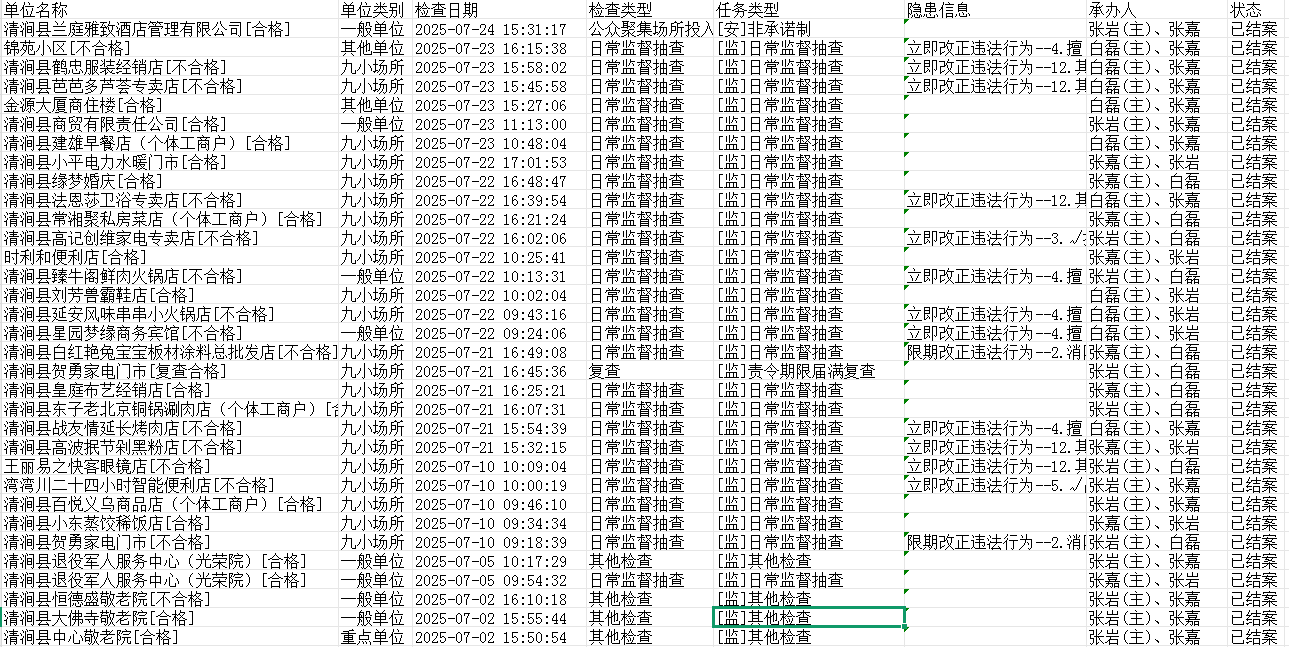 单位名称 单位类别 检查日期 检查类型 任务类型 隐患信息 承办人 状态
清涧县兰庭雅致酒店管理有限公司[合格] 一般单位 2025-07-24 15:31:17 公众聚集场所投入 [安]非承诺制 张岩(主)、张嘉 已结案
锦苑小区[不合格] 其他单位 2025-07-23 16:15:38 日常监督抽查 [监]日常监督抽查 立即改正违法行为--4.擅 白磊(主)、张嘉 已结案
清涧县鹤忠服装经销店[不合格] 九小场所 2025-07-23 15:58:02 日常监督抽查 [监]日常监督抽查 立即改正违法行为--12.其 白磊(主)、张嘉 已结案
清涧县芭芭多芦荟专卖店[不合格] 九小场所 2025-07-23 15:45:58 日常监督抽查 [监]日常监督抽查 立即改正违法行为--12.其 白磊(主)、张嘉 已结案
金源大厦商住楼[合格] 其他单位 2025-07-23 15:27:06 日常监督抽查 [监]日常监督抽查 白磊(主)、张嘉 已结案
清涧县商贸有限责任公司[合格] 一般单位 2025-07-23 11:13:00 日常监督抽查 [监]日常监督抽查 张岩(主)、张嘉 已结案
清涧县建雄早餐店（个体工商户）[合格] 九小场所 2025-07-23 10:48:04 日常监督抽查 [监]日常监督抽查 白磊(主)、张嘉 已结案
清涧县小平电力水暖门市[合格] 九小场所 2025-07-22 17:01:53 日常监督抽查 [监]日常监督抽查 张嘉(主)、张岩 已结案
清涧县缘梦婚庆[合格] 九小场所 2025-07-22 16:48:47 日常监督抽查 [监]日常监督抽查 张嘉(主)、白磊 已结案
清涧县法恩莎卫浴专卖店[不合格] 九小场所 2025-07-22 16:39:54 日常监督抽查 [监]日常监督抽查 立即改正违法行为--12.其 白磊(主)、张嘉 已结案
清涧县常湘聚私房菜店（个体工商户）[合格] 九小场所 2025-07-22 16:21:24 日常监督抽查 [监]日常监督抽查 张嘉(主)、白磊 已结案
清涧县高记创维家电专卖店[不合格] 九小场所 2025-07-22 16:02:06 日常监督抽查 [监]日常监督抽查 立即改正违法行为--3.√ 张岩(主)、白磊 已结案
时利和便利店[合格] 九小场所 2025-07-22 10:25:41 日常监督抽查 [监]日常监督抽查 张嘉(主)、张岩 已结案
清涧县臻牛阁鲜肉火锅店[不合格] 一般单位 2025-07-22 10:13:31 日常监督抽查 [监]日常监督抽查 立即改正违法行为--4.擅 张岩(主)、白磊 已结案
清涧县刘芳兽霸鞋店[合格] 九小场所 2025-07-22 10:02:04 日常监督抽查 [监]日常监督抽查 白磊(主)、张岩 已结案
清涧县延安风味串串小火锅店[不合格] 九小场所 2025-07-22 09:43:16 日常监督抽查 [监]日常监督抽查 立即改正违法行为--4.擅 白磊(主)、张岩 已结案
清涧县星园梦缘商务宾馆[不合格] 一般单位 2025-07-22 09:24:06 日常监督抽查 [监]日常监督抽查 立即改正违法行为--4.擅 白磊(主)、张岩 已结案
清涧县白红艳兔宝宝板材涂料总批发店[不合格] 九小场所 2025-07-21 16:49:08 日常监督抽查 [监]日常监督抽查 限期改正违法行为--2.消 张嘉(主)、白磊 已结案
清涧县贺勇家电门市[复查合格] 九小场所 2025-07-21 16:45:36 复查 [监]责令期限届满复查 张岩(主)、白磊 已结案
清涧县皇庭布艺经销店[合格] 九小场所 2025-07-21 16:25:21 日常监督抽查 [监]日常监督抽查 张嘉(主)、白磊 已结案
清涧县东子老北京铜锅涮肉店（个体工商户）[ 九小场所 2025-07-21 16:07:31 日常监督抽查 [监]日常监督抽查 张岩(主)、白磊 已结案
清涧县战友情延长烤肉店[不合格] 九小场所 2025-07-21 15:54:39 日常监督抽查 [监]日常监督抽查 立即改正违法行为--4.擅 白磊(主)、张嘉 已结案
清涧县高波抿节剁黑粉店[不合格] 九小场所 2025-07-21 15:32:15 日常监督抽查 [监]日常监督抽查 立即改正违法行为--12.其 张嘉(主)、张岩 已结案
王丽易之快客眼镜店[不合格] 九小场所 2025-07-10 10:09:04 日常监督抽查 [监]日常监督抽查 立即改正违法行为--12.其 张岩(主)、白磊 已结案
湾湾川二十四小时智能便利店[不合格] 九小场所 2025-07-10 10:00:19 日常监督抽查 [监]日常监督抽查 立即改正违法行为--5.√ 张岩(主)、张嘉 已结案
清涧县百悦义乌商品店（个体工商户）[合格] 九小场所 2025-07-10 09:46:10 日常监督抽查 [监]日常监督抽查 张岩(主)、张嘉 已结案
清涧县小东蒸饺稀饭店[合格] 九小场所 2025-07-10 09:34:34 日常监督抽查 [监]日常监督抽查 张嘉(主)、张岩 已结案
清涧县贺勇家电门市[不合格] 九小场所 2025-07-10 09:18:39 日常监督抽查 [监]日常监督抽查 限期改正违法行为--2.消 张岩(主)、白磊 已结案
清涧县退役军人服务中心（光荣院）[合格] 一般单位 2025-07-05 10:17:29 其他检查 [监]其他检查 张岩(主)、张嘉 已结案
清涧县退役军人服务中心（光荣院）[合格] 一般单位 2025-07-05 09:54:32 日常监督抽查 [监]日常监督抽查 张嘉(主)、张岩 已结案
清涧县恒德盛敬老院[不合格] 一般单位 2025-07-02 16:10:18 其他检查 [监]其他检查 张岩(主)、张嘉 已结案
清涧县大佛寺敬老院[合格] 一般单位 2025-07-02 15:55:44 其他检查 [监]其他检查 张岩(主)、张嘉 已结案
清涧县中心敬老院[合格] 重点单位 2025-07-02 15:50:54 其他检查 [监]其他检查 张岩(主)、张嘉 已结案